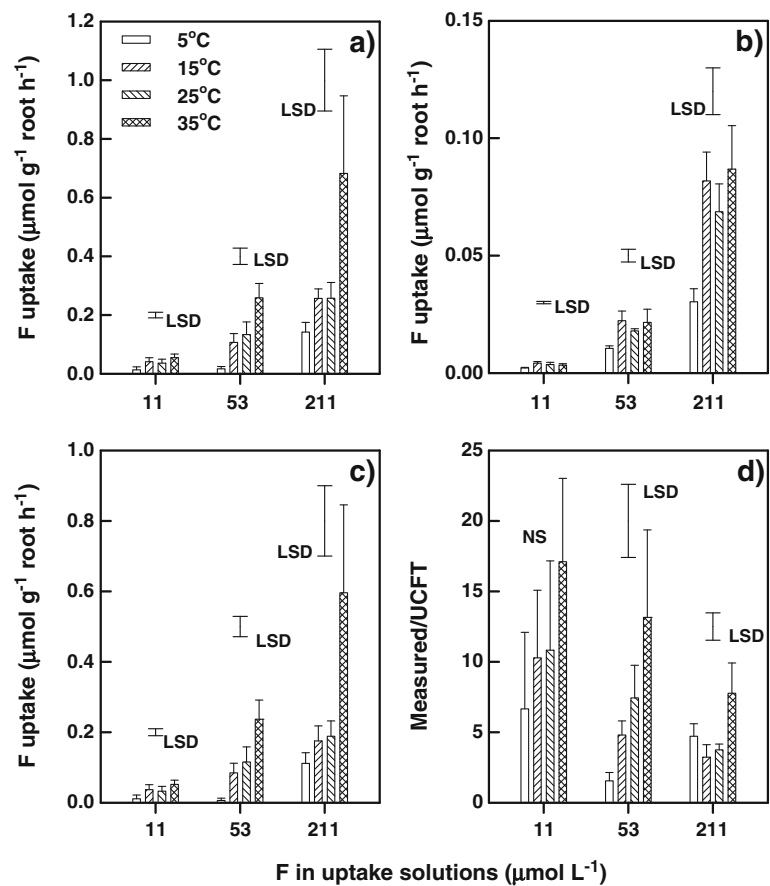 a)
5°C
15°C
25°C
35°C
LSD
LSD
LSD
1.2
1.0
0.8
0.6
0.4
0.2
0.0
F uptake (μmol g⁻¹ root h⁻¹)
11 53 211
b)
LSD
LSD
LSD
0.15
0.10
0.05
0.00
F uptake (μmol g⁻¹ root h⁻¹)
11 53 211
c)
LSD
LSD
LSD
1.0
0.8
0.6
0.4
0.2
0.0
F uptake (μmol g⁻¹ root h⁻¹)
11 53 211
d)
NS
LSD
LSD
25
20
15
10
5
0
Measured/UCFT
11 53 211
F in uptake solutions (μmol L⁻¹)